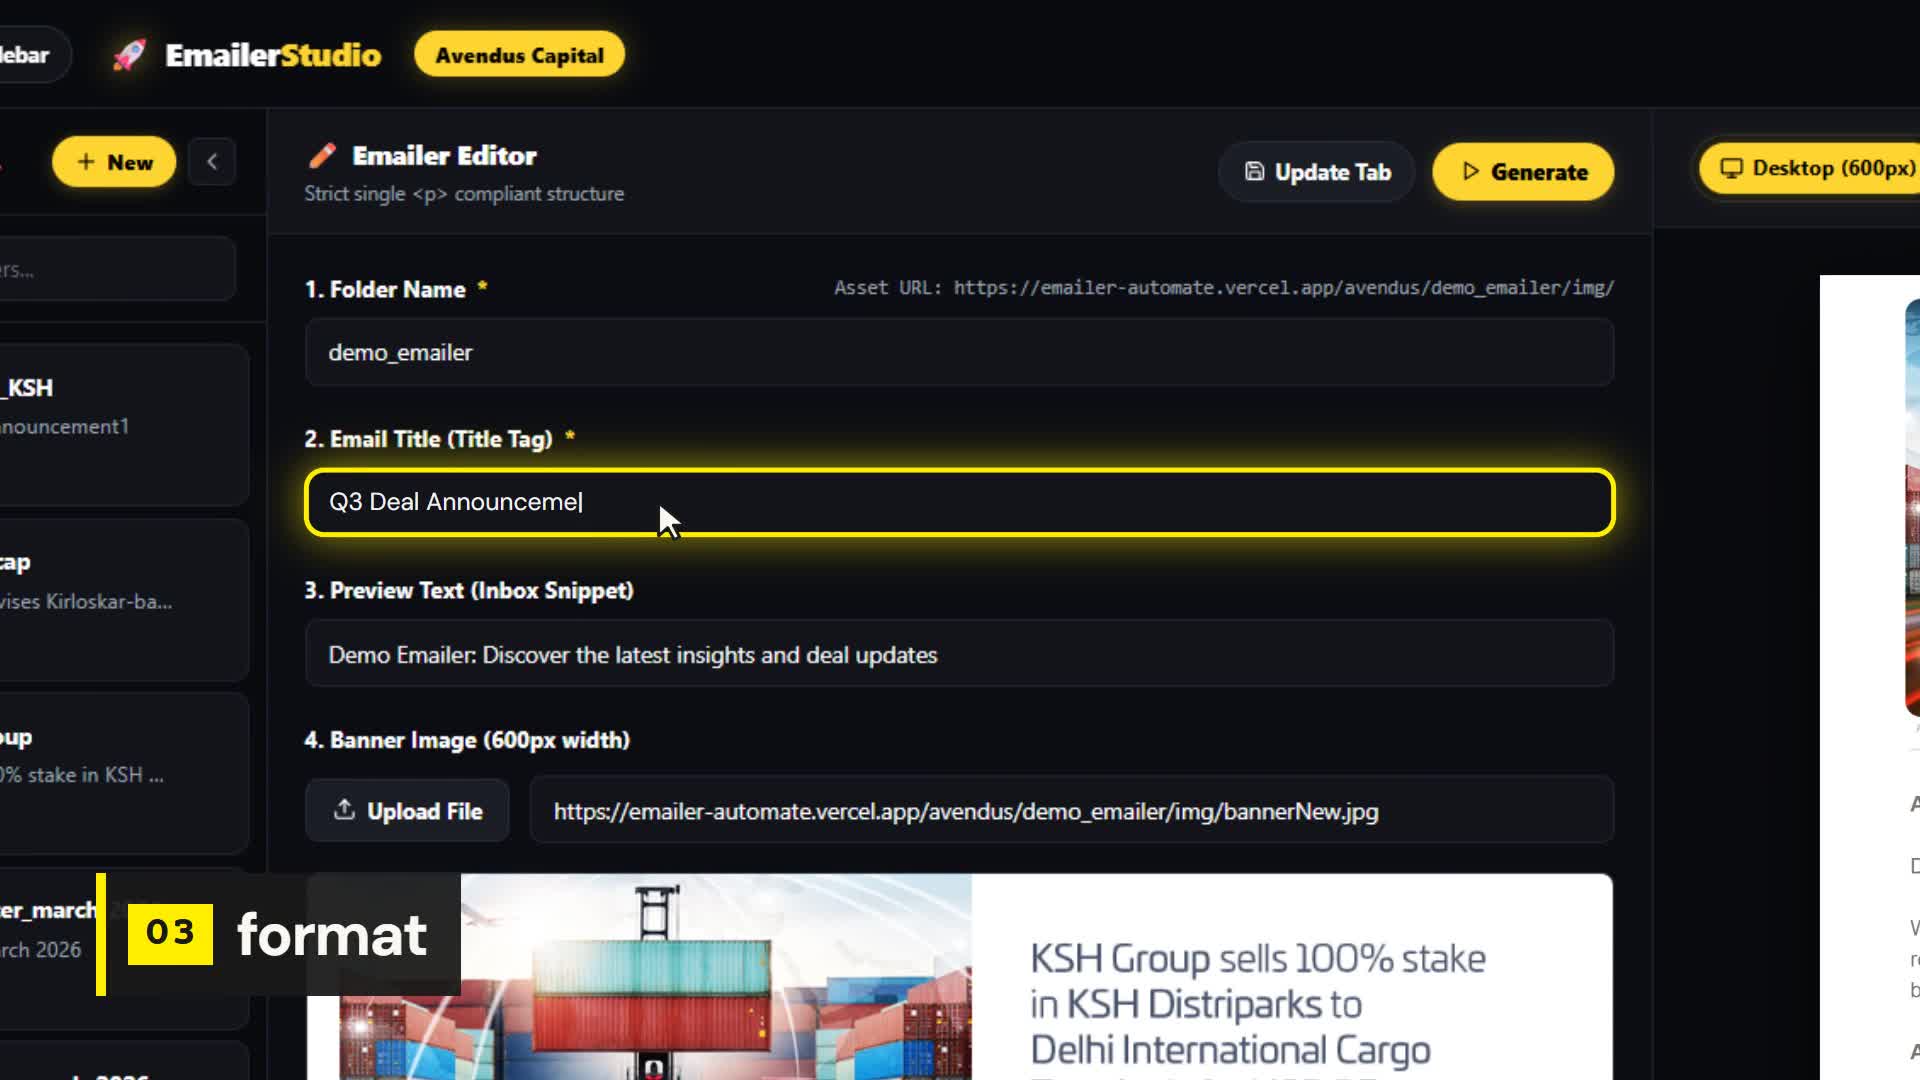 ebar
EmailerStudio
Avendus Capital
+ New
Emailer Editor
Strict single <p> compliant structure
Update Tab
Generate
Desktop (600px)
ers...
1. Folder Name *
Asset URL: https://emailer-automate.vercel.app/avendus/demo_emailer/img/
demo_emailer
_KSH
nouncement1
2. Email Title (Title Tag) *
Q3 Deal Announceme
cap
vises Kirloskar-ba...
3. Preview Text (Inbox Snippet)
Demo Emailer: Discover the latest insights and deal updates
oup
0% stake in KSH ...
4. Banner Image (600px width)
Upload File
https://emailer-automate.vercel.app/avendus/demo_emailer/img/bannerNew.jpg
er_march
rch 2026
03 format
KSH Group sells 100% stake
in KSH Distriparks to
Delhi International Cargo